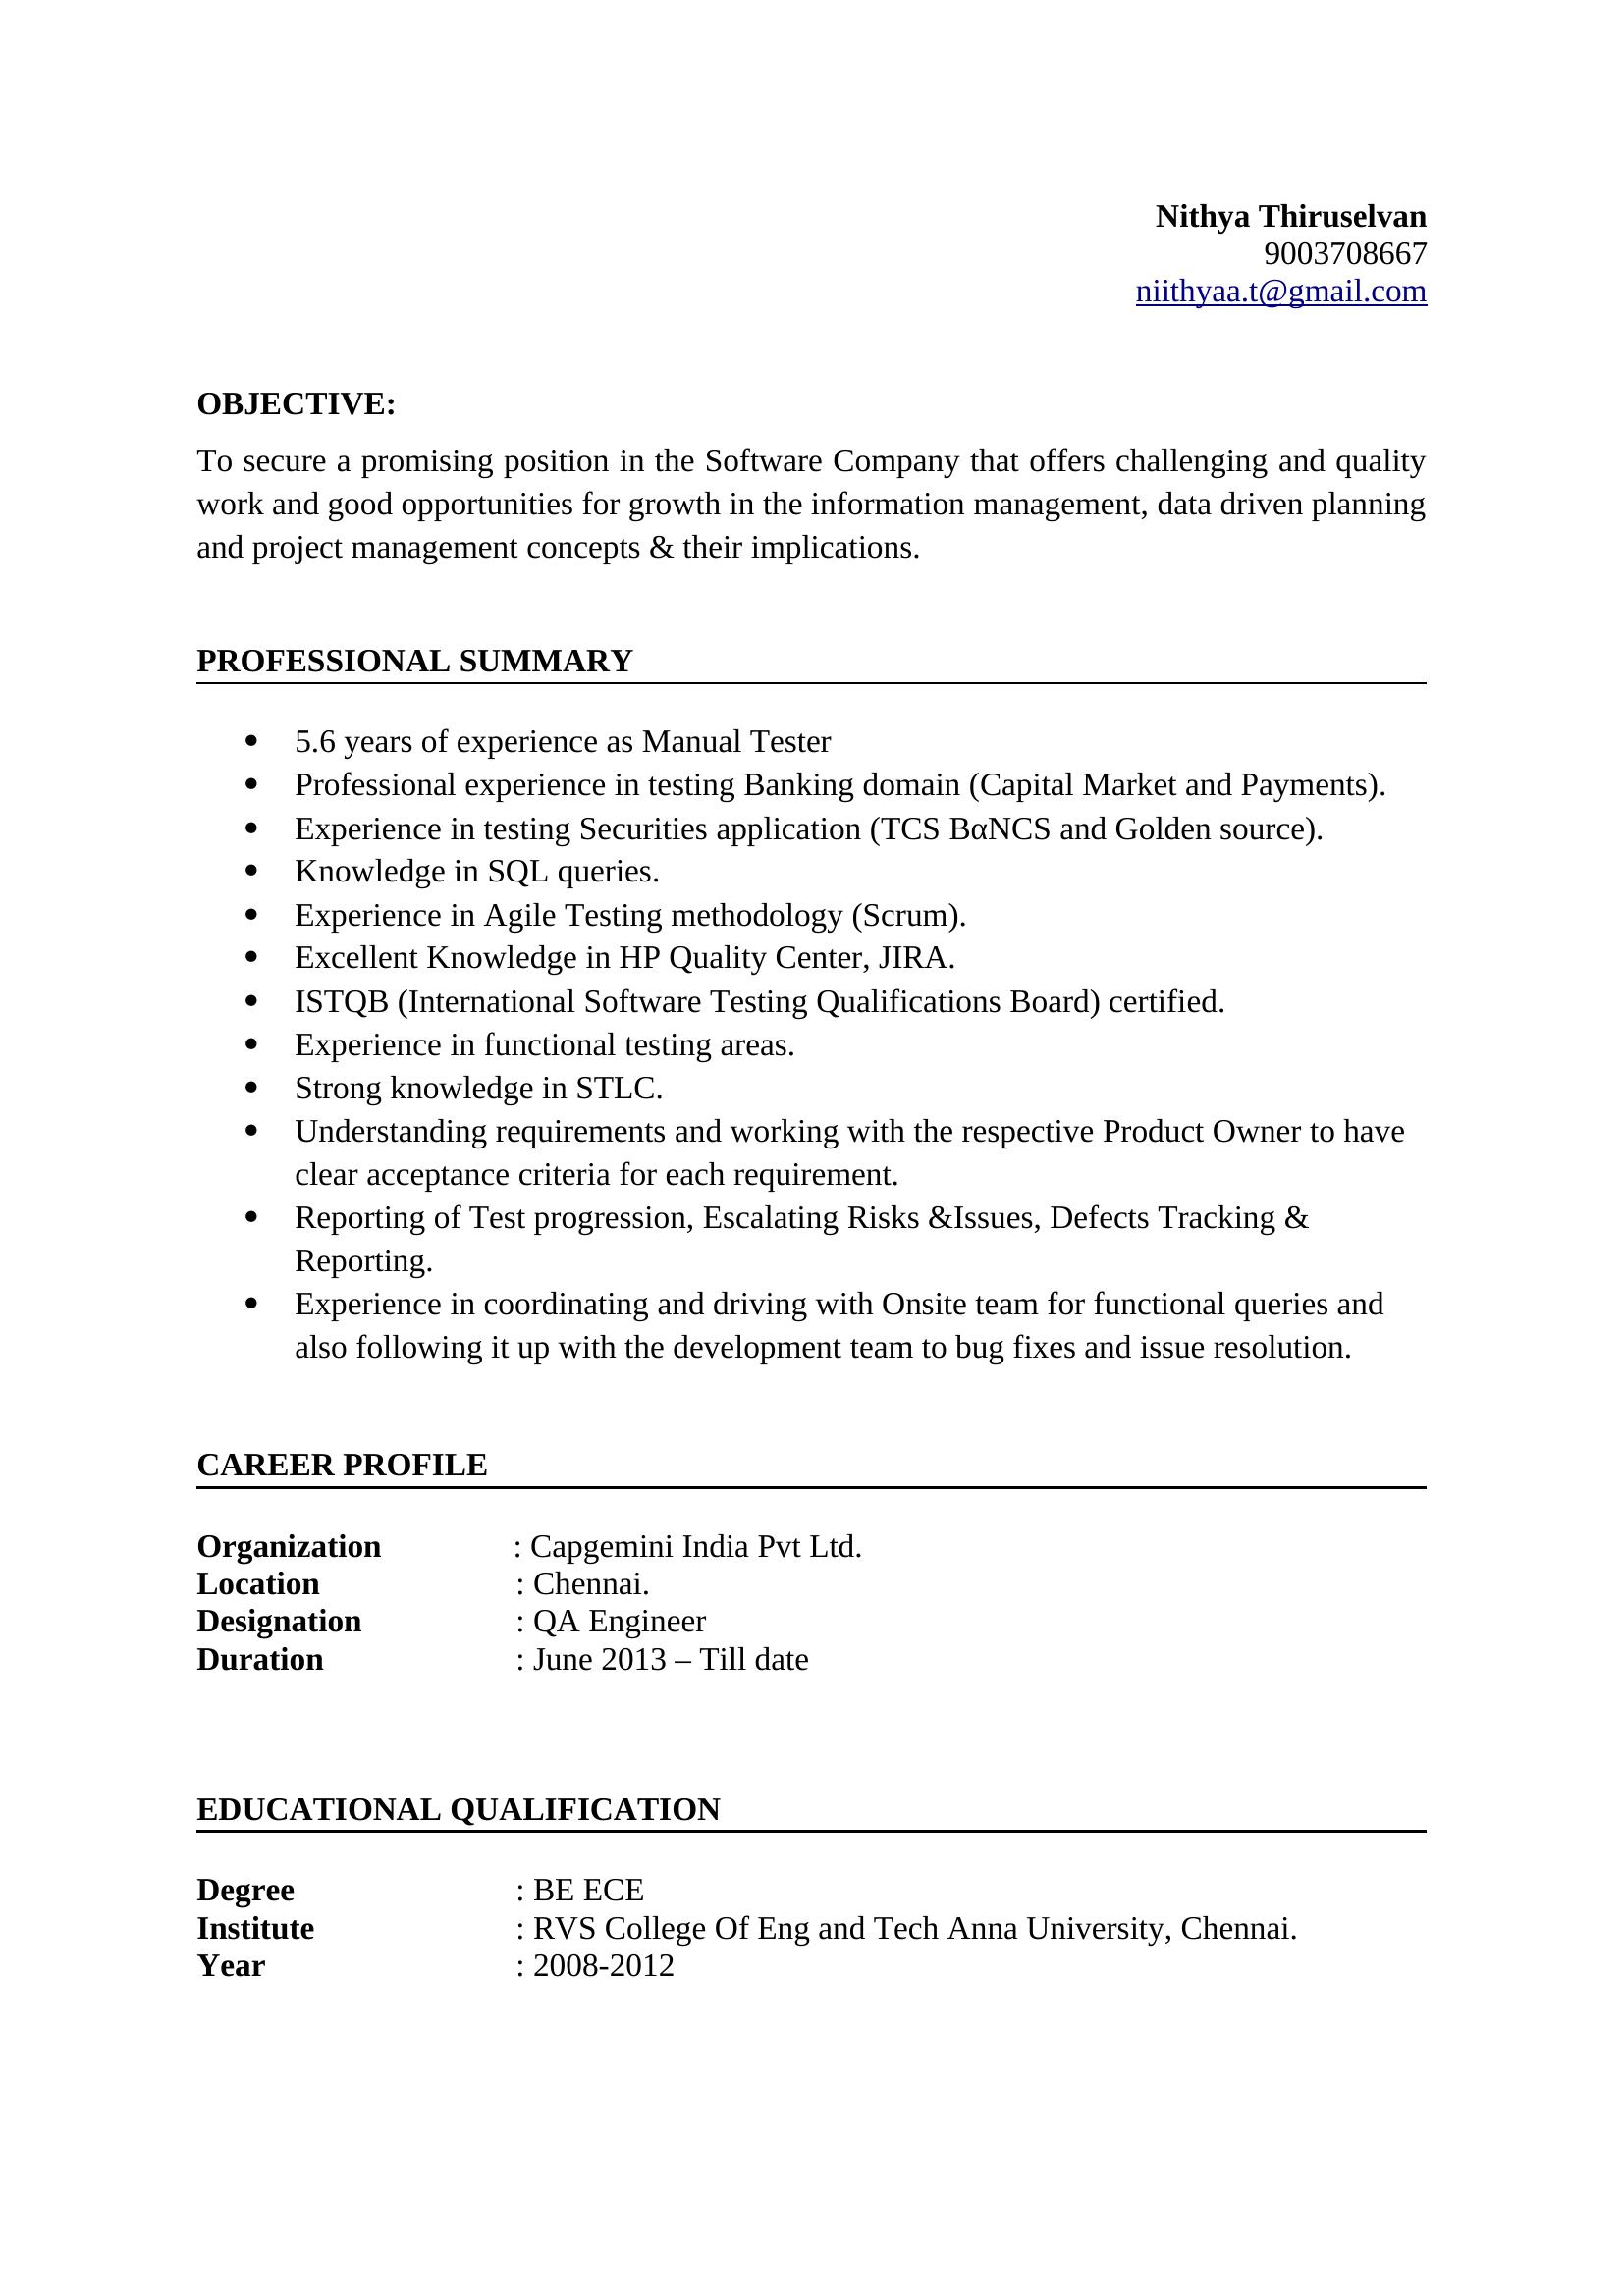 Nithya Thiruselvan
9003708667
niithyaa.t@gmail.com
OBJECTIVE:
To secure a promising position in the Software Company that offers challenging and quality
work and good opportunities for growth in the information management, data driven planning
and project management concepts & their implications.
PROFESSIONAL SUMMARY
• 5.6 years of experience as Manual Tester
• Professional experience in testing Banking domain (Capital Market and Payments).
• Experience in testing Securities application (TCS BαNCS and Golden source).
• Knowledge in SQL queries.
• Experience in Agile Testing methodology (Scrum).
• Excellent Knowledge in HP Quality Center, JIRA.
• ISTQB (International Software Testing Qualifications Board) certified.
• Experience in functional testing areas.
• Strong knowledge in STLC.
• Understanding requirements and working with the respective Product Owner to have
clear acceptance criteria for each requirement.
• Reporting of Test progression, Escalating Risks &Issues, Defects Tracking &
Reporting.
• Experience in coordinating and driving with Onsite team for functional queries and
also following it up with the development team to bug fixes and issue resolution.
CAREER PROFILE
Organization : Capgemini India Pvt Ltd.
Location : Chennai.
Designation : QA Engineer
Duration : June 2013 – Till date
EDUCATIONAL QUALIFICATION
Degree : BE ECE
Institute : RVS College Of Eng and Tech Anna University, Chennai.
Year : 2008-2012